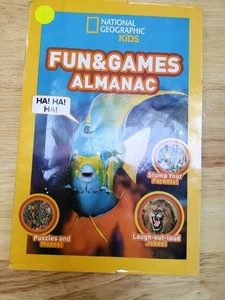 NATIONAL
GEOGRAPHIC
KiDS
FUN&GAMES
ALMANAC
HA! HA!
HA!
Stump Your
Parents!
Puzzles and
Mazes!
Laugh-out-loud
Jokes!